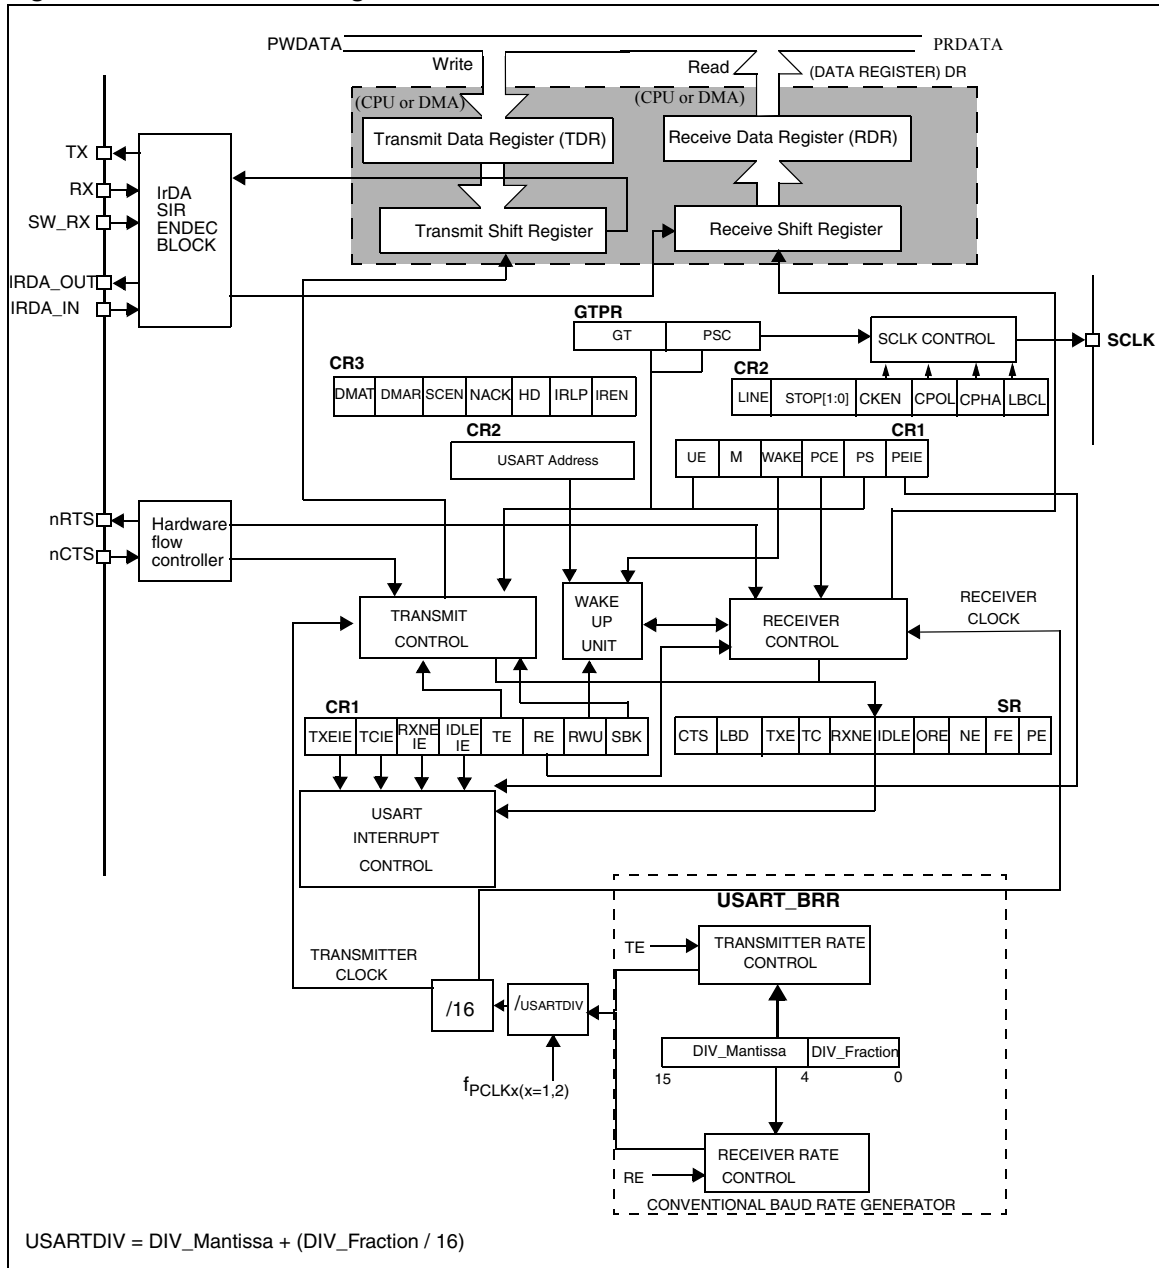 PWDATA
PRDATA
Write
Read
(DATA REGISTER) DR
(CPU or DMA)
(CPU or DMA)
Transmit Data Register (TDR)
Receive Data Register (RDR)
TX
RX
SW_RX
IRDA_OUT
IRDA_IN
IrDA
SIR
ENDEC
BLOCK
Transmit Shift Register
Receive Shift Register
GTPR
GT
PSC
SCLK CONTROL
SCLK
CR3
DMAT
DMAR
SCEN
NACK
HD
IRLP
IREN
CR2
LINE
STOP[1:0]
CKEN
CPOL
CPHA
LBCL
CR2
USART Address
CR1
UE
M
WAKE
PCE
PS
PEIE
nRTS
nCTS
Hardware
flow
controller
TRANSMIT
CONTROL
WAKE
UP
UNIT
RECEIVER
CONTROL
RECEIVER
CLOCK
CR1
TXEIE
TCIE
RXNE
IE
IDLE
IE
TE
RE
RWU
SBK
SR
CTS
LBD
TXE
TC
RXNE
IDLE
ORE
NE
FE
PE
USART
INTERRUPT
CONTROL
USART_BRR
TE
TRANSMITTER RATE
CONTROL
TRANSMITTER
CLOCK
/16
/USARTDIV
fPCLKx(x=1,2)
DIV_Mantissa
DIV_Fraction
15
4
0
RE
RECEIVER RATE
CONTROL
CONVENTIONAL BAUD RATE GENERATOR
USARTDIV = DIV_Mantissa + (DIV_Fraction / 16)